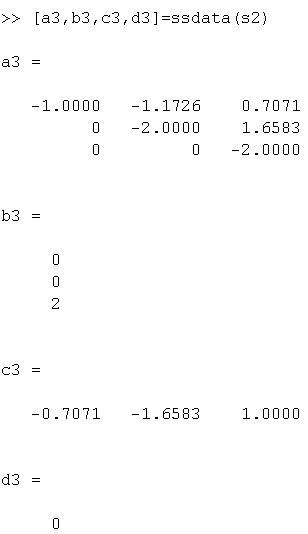 >> [a3,b3,c3,d3]=ssdata(s2)
a3 =
-1.0000 -1.1726 0.7071
0 -2.0000 1.6583
0 0 -2.0000
b3 =
0
0
2
c3 =
-0.7071 -1.6583 1.0000
d3 =
0